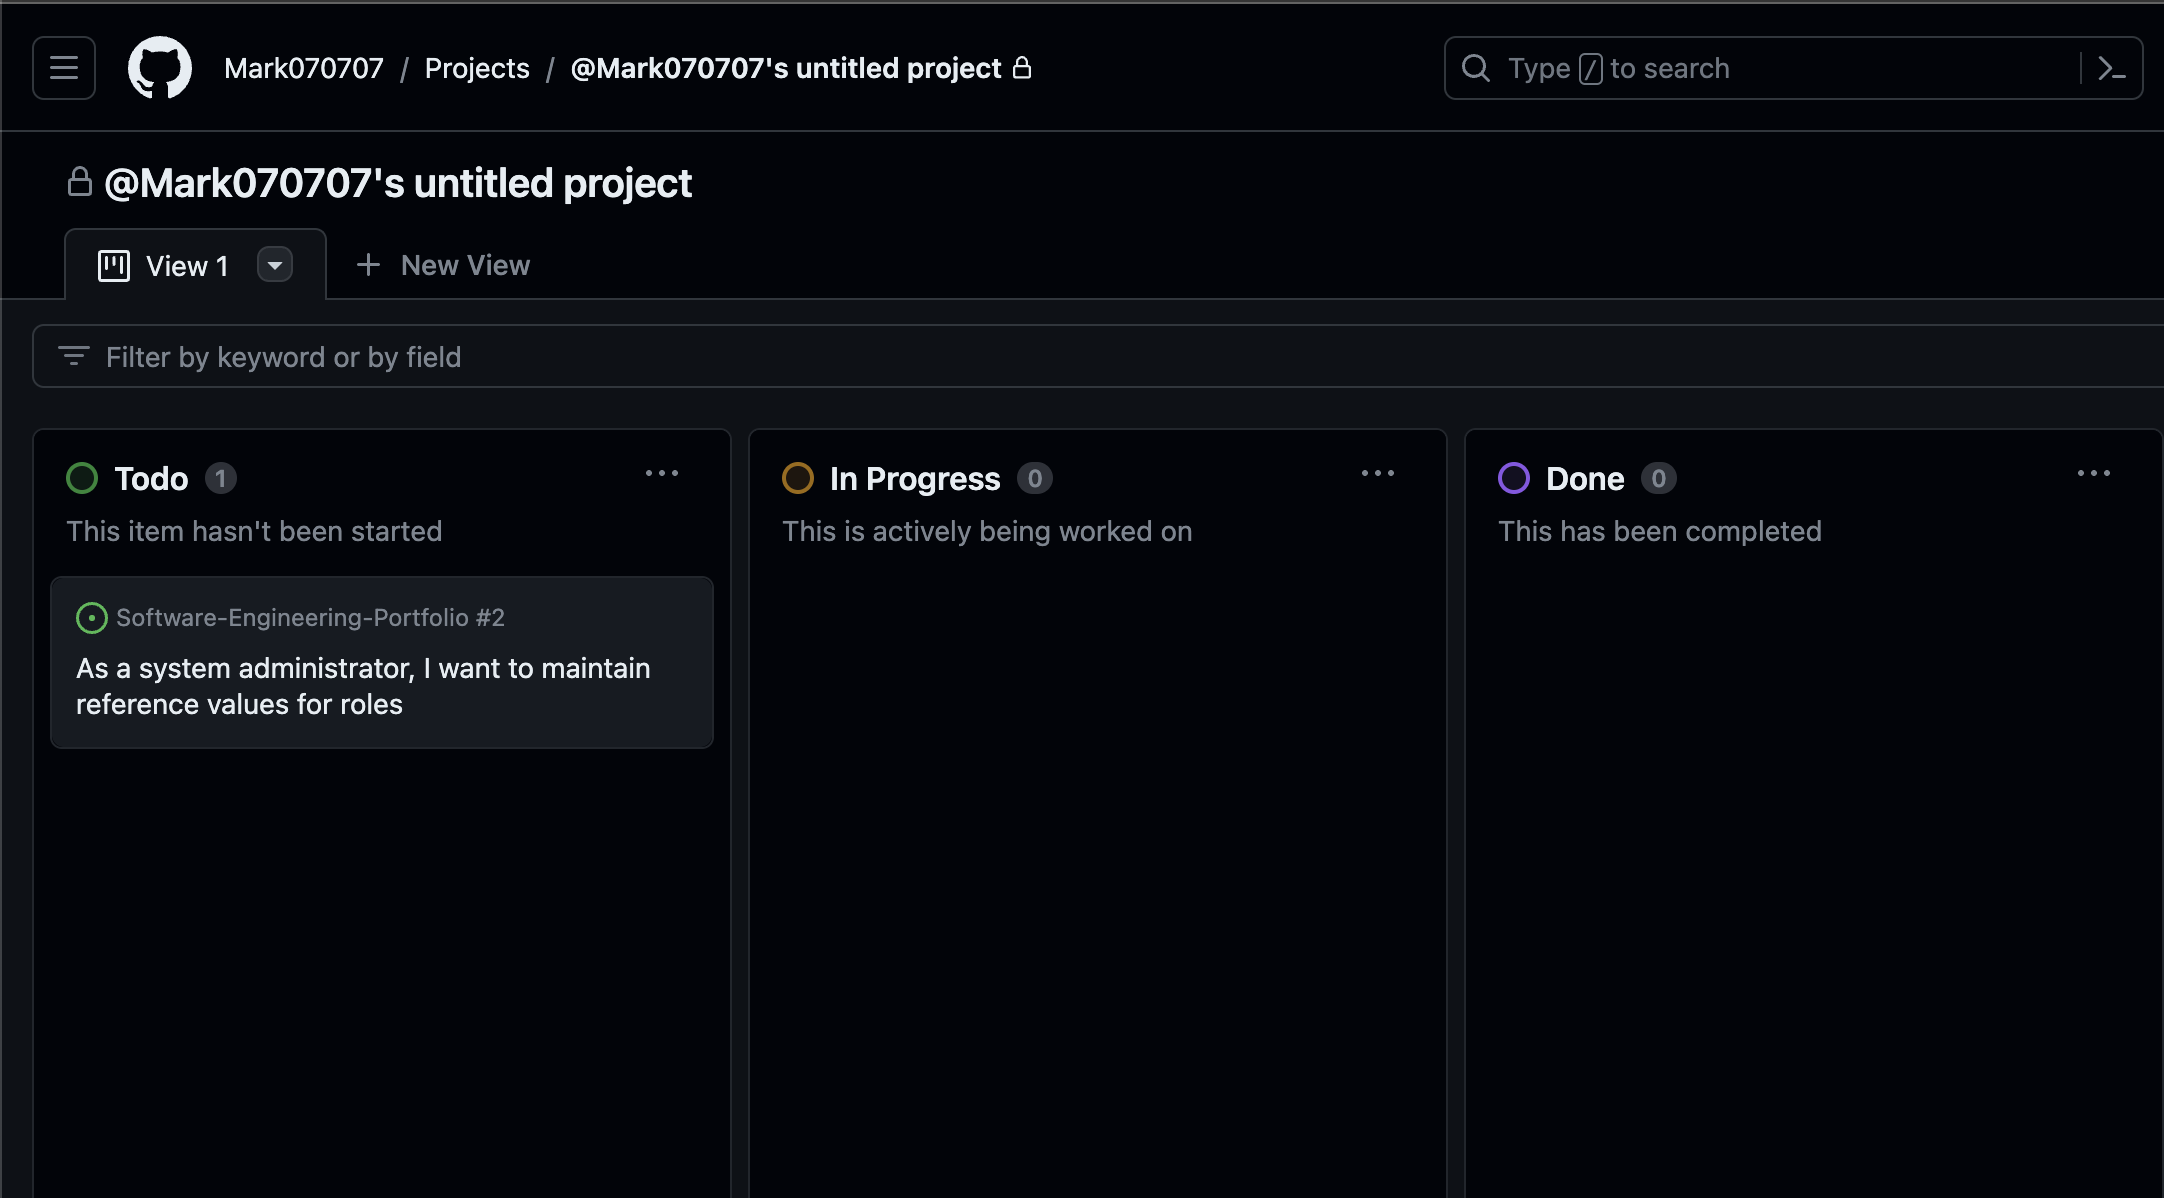 Mark070707 / Projects / @Mark070707's untitled project
Type / to search
@Mark070707's untitled project
View 1
New View
Filter by keyword or by field
Todo 1
This item hasn't been started
Software-Engineering-Portfolio #2
As a system administrator, I want to maintain
reference values for roles
In Progress 0
This is actively being worked on
Done 0
This has been completed